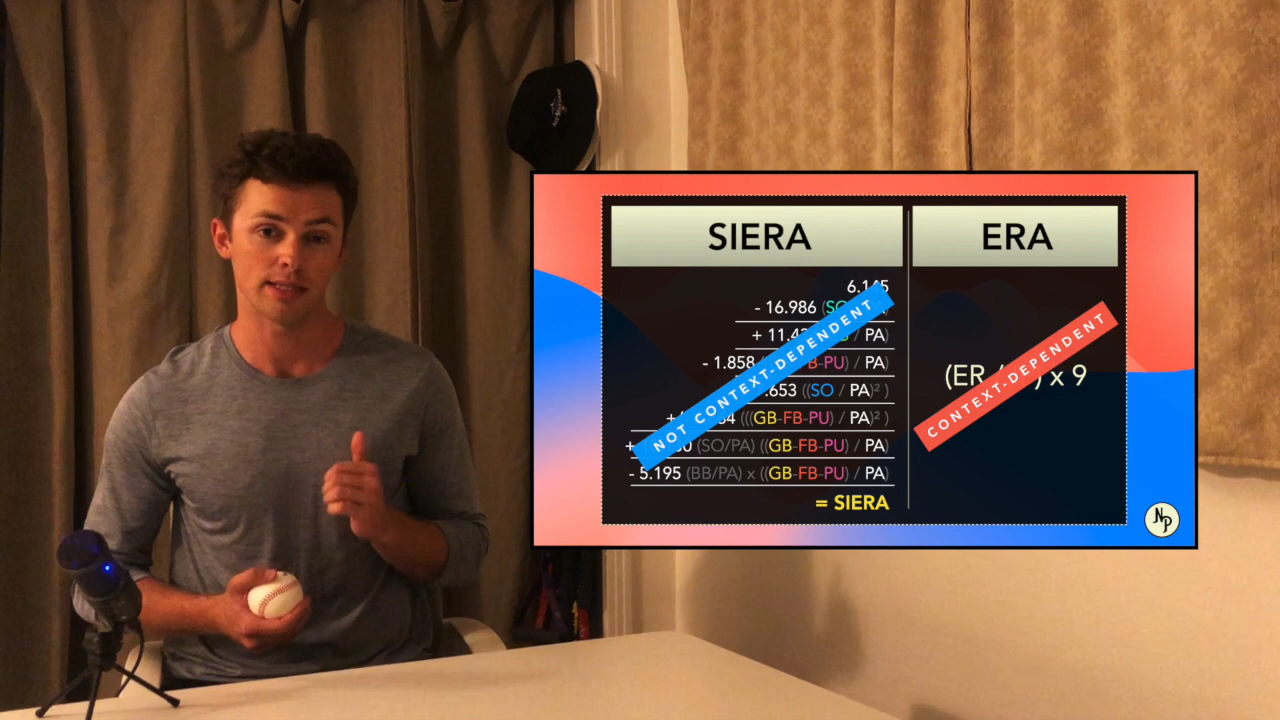 SIERA
ERA
6.145
- 16.986 (SO
+ 11.4 / PA)
- 1.858 B-PU) / PA)
.653 ((SO / PA)² )
+ 4 (((GB-FB-PU) / PA)² )
+ 0 (SO/PA) ((GB-FB-PU) / PA)
- 5.195 (BB/PA) x ((GB-FB-PU) / PA)
= SIERA
NOT CONTEXT-DEPENDENT
(ER ) x 9
CONTEXT-DEPENDENT
NP